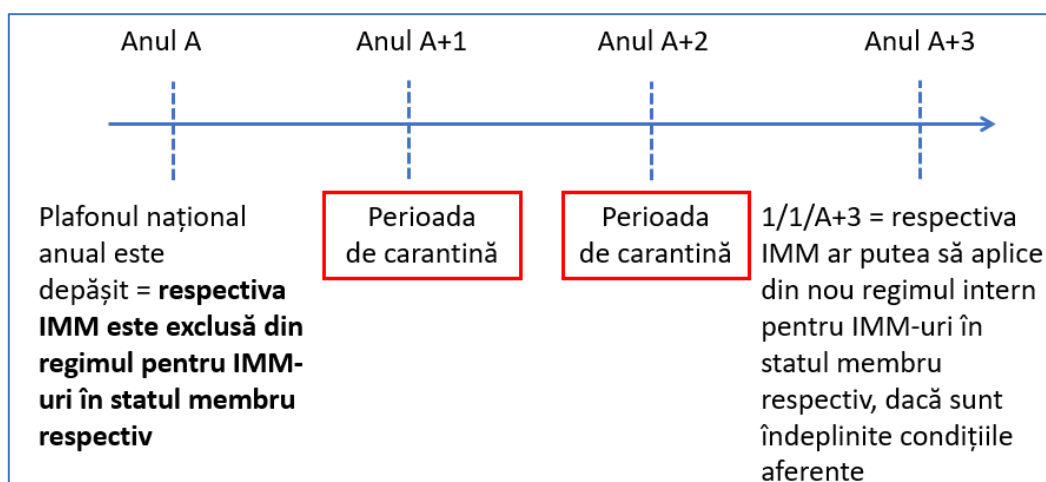 Anul A
Anul A+1
Anul A+2
Anul A+3
Plafonul național
anual este
depășit = respectiva
IMM este exclusă din
regimul pentru IMM-
uri în statul membru
respectiv
Perioada
de carantină
Perioada
de carantină
1/1/A+3 = respectiva
IMM ar putea să aplice
din nou regimul intern
pentru IMM-uri în
statul membru
respectiv, dacă sunt
îndeplinite condițiile
aferente